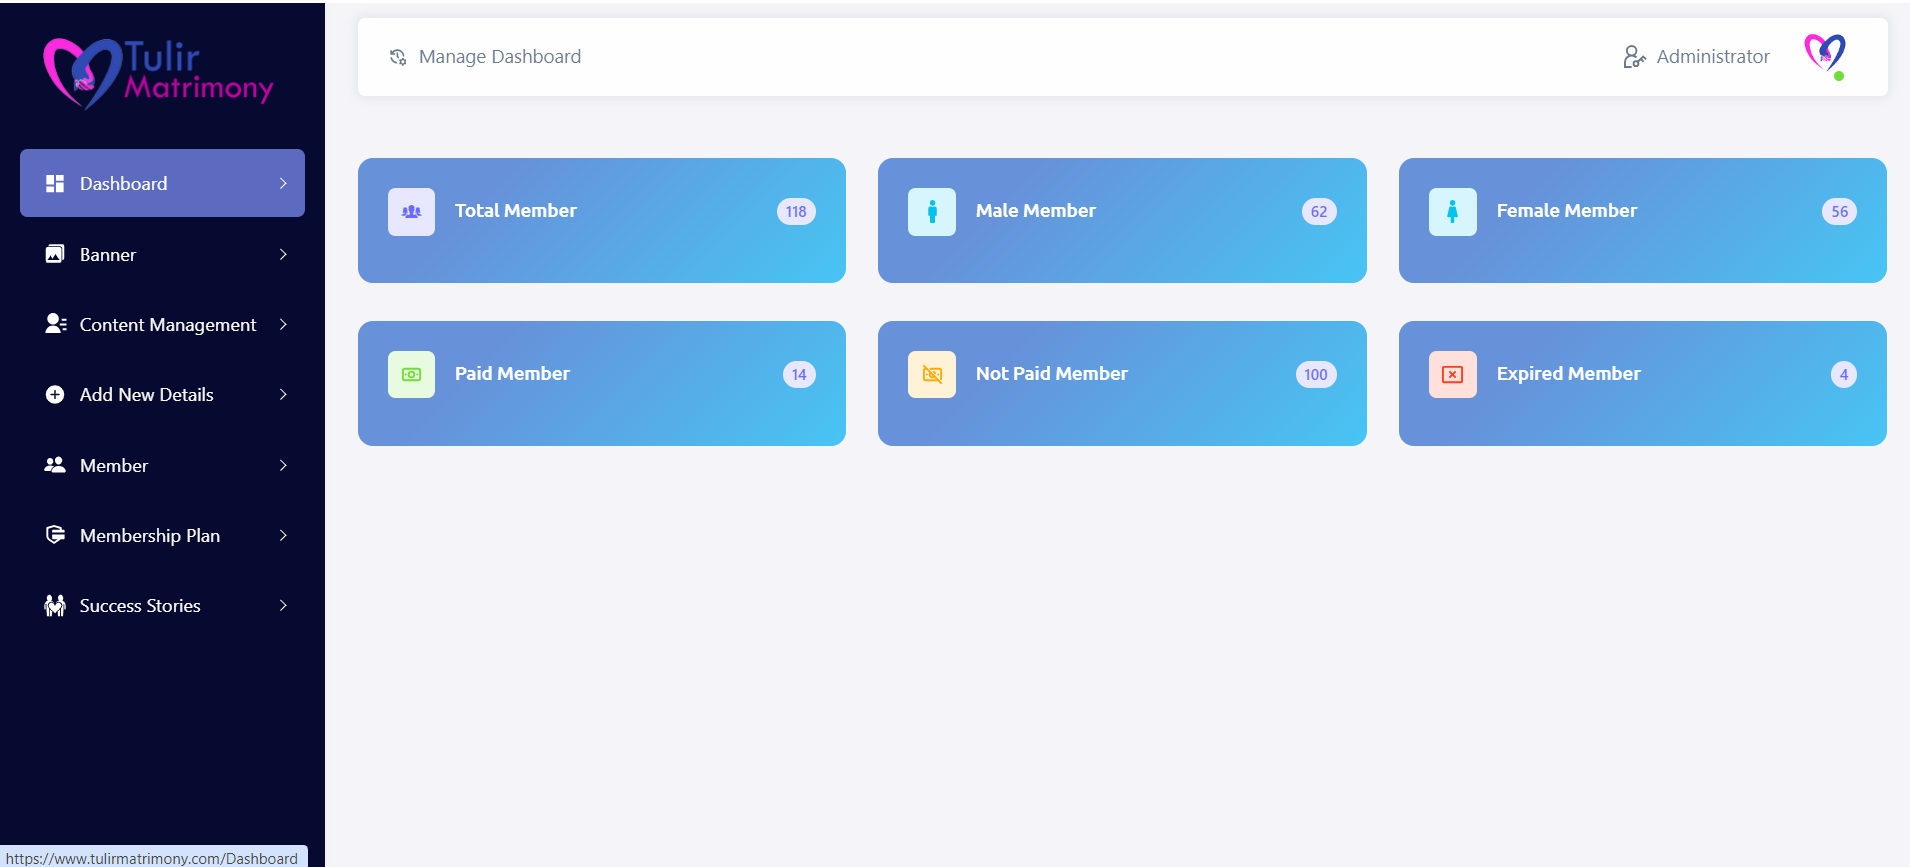 Tulir
Matrimony
Manage Dashboard
Administrator
Dashboard
Banner
Content Management
Add New Details
Member
Membership Plan
Success Stories
Total Member 118
Male Member 62
Female Member 56
Paid Member 14
Not Paid Member 100
Expired Member 4
https://www.tulirmatrimony.com/Dashboard